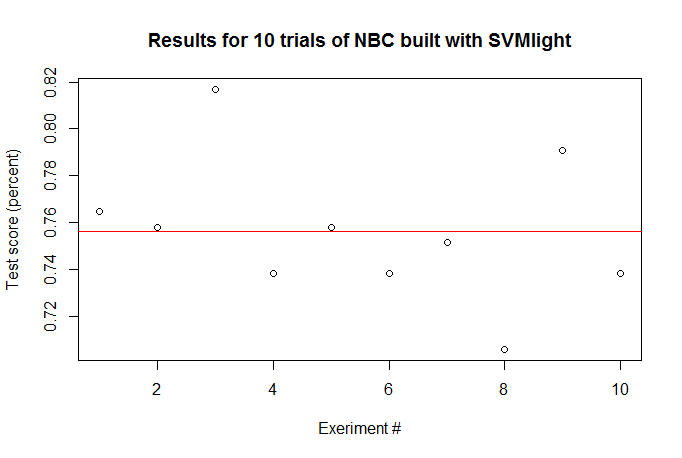 Results for 10 trials of NBC built with SVMlight
Test score (percent)
0.82
0.80
0.78
0.76
0.74
0.72
2 4 6 8 10
Exeriment #